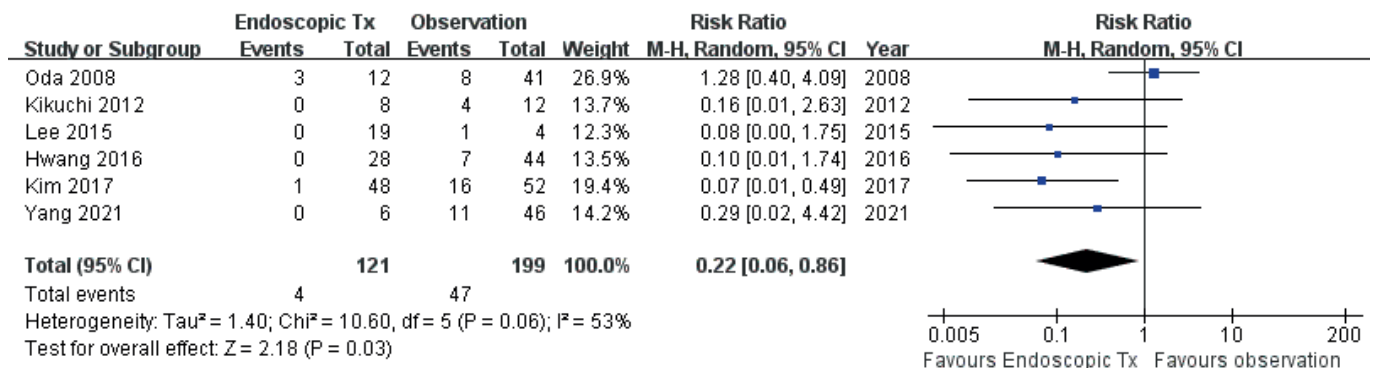 Endoscopic Tx Observation Risk Ratio Risk Ratio
Study or Subgroup Events Total Events Total Weight M-H, Random, 95% CI Year M-H, Random, 95% CI
Oda 2008 3 12 8 41 26.9% 1.28 [0.40, 4.09] 2008
Kikuchi 2012 0 8 4 12 13.7% 0.16 [0.01, 2.63] 2012
Lee 2015 0 19 1 4 12.3% 0.08 [0.00, 1.75] 2015
Hwang 2016 0 28 7 44 13.5% 0.10 [0.01, 1.74] 2016
Kim 2017 1 48 16 52 19.4% 0.07 [0.01, 0.49] 2017
Yang 2021 0 6 11 46 14.2% 0.29 [0.02, 4.42] 2021
Total (95% CI) 121 199 100.0% 0.22 [0.06, 0.86]
Total events 4 47
Heterogeneity: Tau² = 1.40; Chi² = 10.60, df = 5 (P = 0.06); I² = 53%
Test for overall effect: Z = 2.18 (P = 0.03)
0.005 0.1 1 10 200
Favours Endoscopic Tx Favours observation